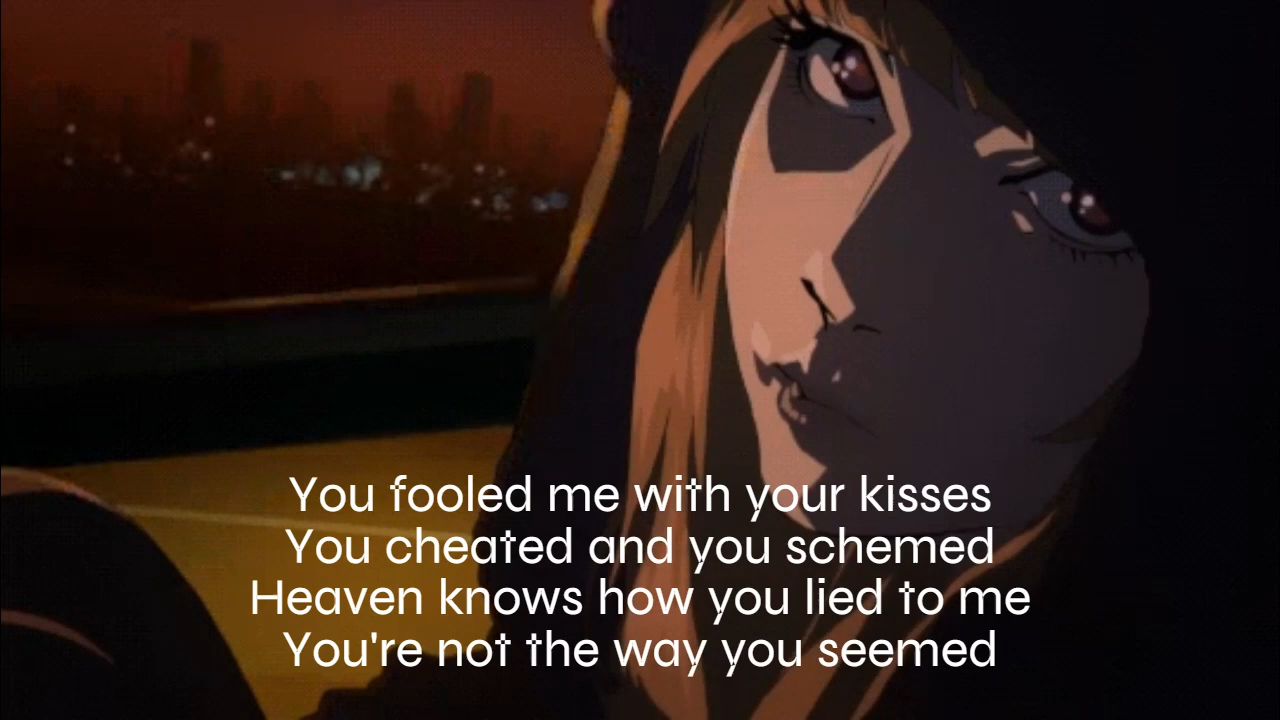 You fooled me with your kisses
You cheated and you schemed
Heaven knows how you lied to me
You're not the way you seemed